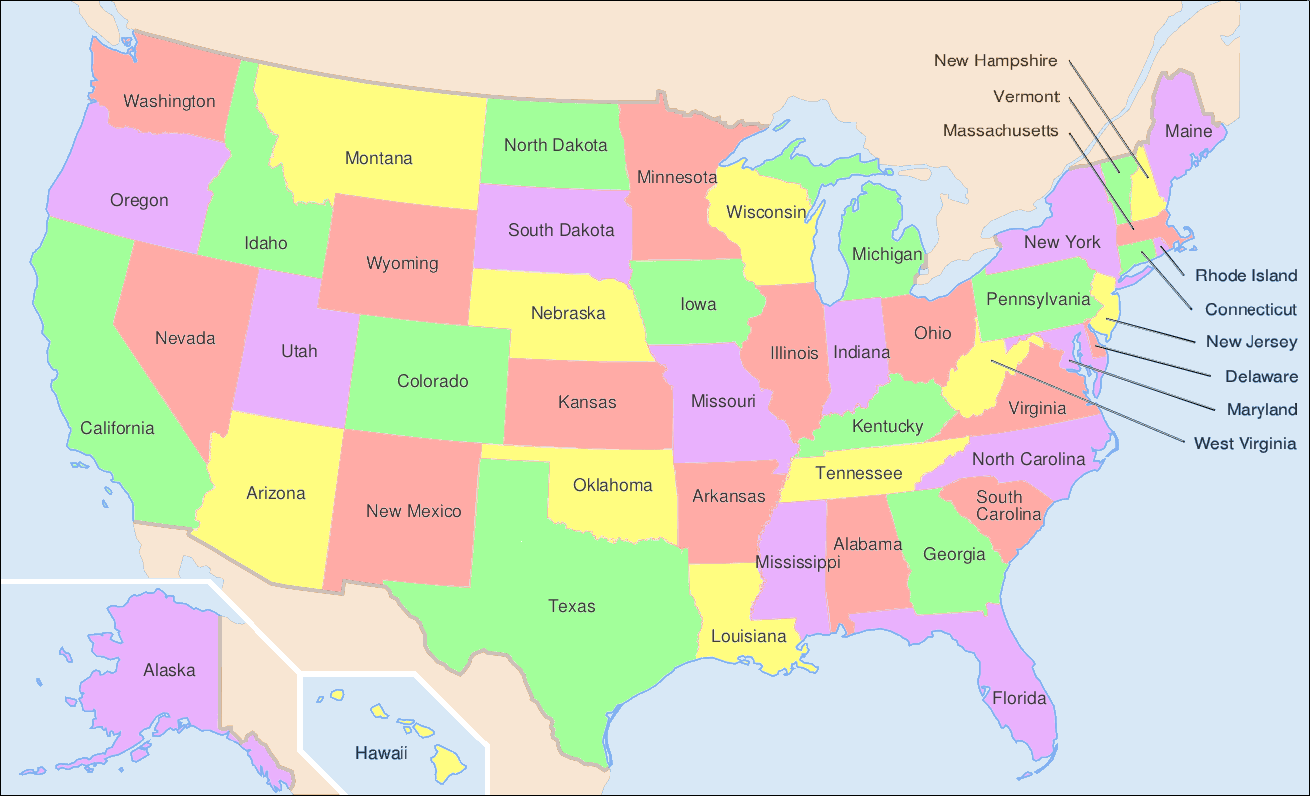 New Hampshire
Vermont
Massachusetts
Washington
Montana
North Dakota
Minnesota
Maine
Oregon
Idaho
Wyoming
South Dakota
Wisconsin
Michigan
New York
Rhode Island
Connecticut
New Jersey
Delaware
Maryland
West Virginia
Nevada
Utah
Colorado
Nebraska
Iowa
Illinois
Indiana
Ohio
Pennsylvania
California
Kansas
Missouri
Kentucky
Virginia
Arizona
New Mexico
Oklahoma
Arkansas
Tennessee
North Carolina
South
Carolina
Texas
Louisiana
Mississippi
Alabama
Georgia
Florida
Alaska
Hawaii